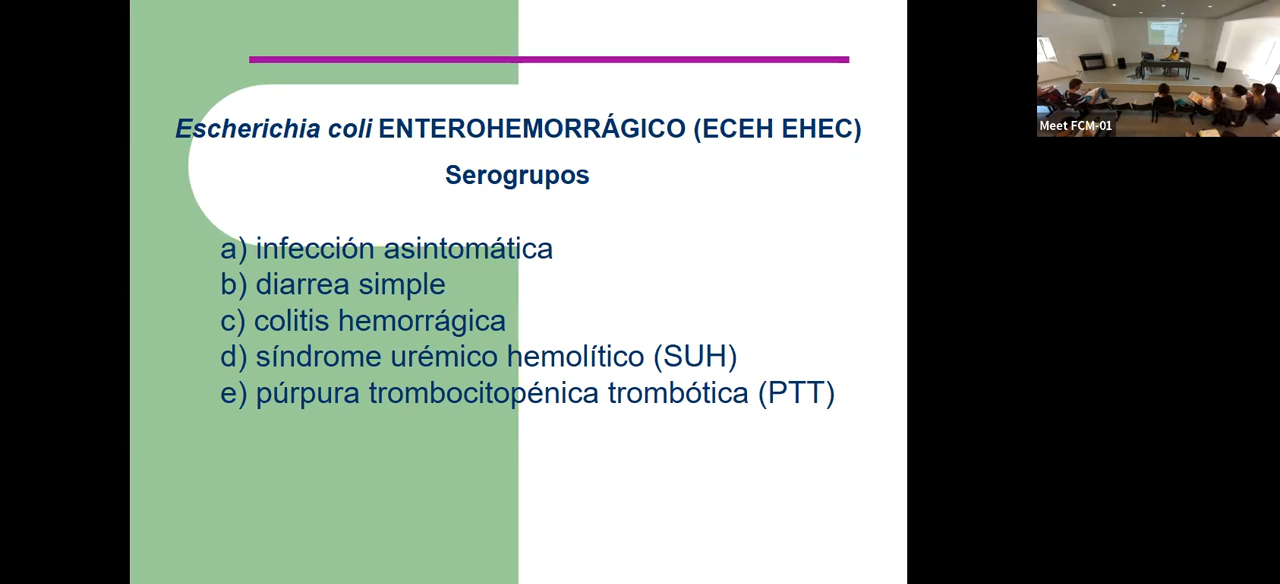 Escherichia coli ENTEROHEMORRÁGICO (ECEH EHEC)
Serogrupos
a) infección asintomática
b) diarrea simple
c) colitis hemorrágica
d) síndrome urémico hemolítico (SUH)
e) púrpura trombocitopénica trombótica (PTT)
Meet FCM-01